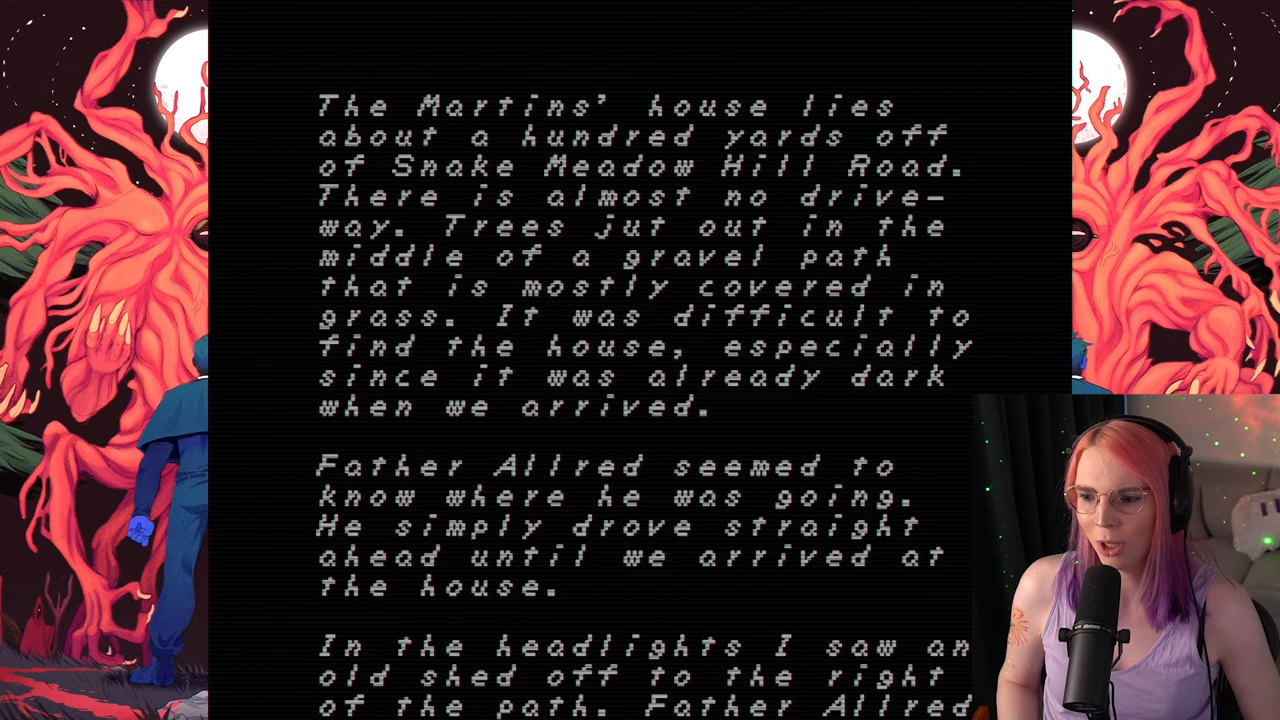 The Martins' house lies
about a hundred yards off
of Snake Meadow Hill Road.
There is almost no drive-
way. Trees jut out in the
middle of a gravel path
that is mostly covered in
grass. It was difficult to
find the house, especially
since it was already dark
when we arrived.
Father Allred seemed to
know where he was going.
He simply drove straight
ahead until we arrived at
the house.
In the headlights I saw an
old shed off to the right
of the path. Father Allred